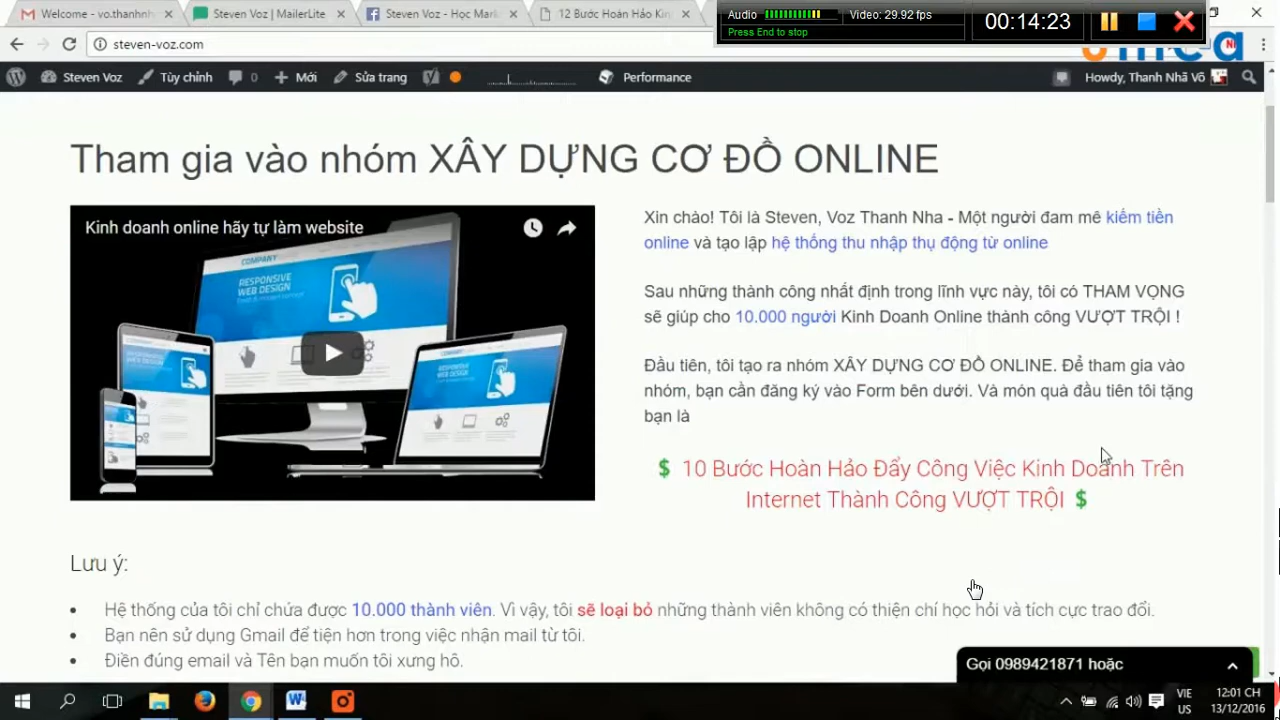 Welcome - vo.thanhnh
Steven Voz | MailerLite
Steven Voz - Học Mark
12 Bước Hoàn Hảo Kin
Audio
Video: 29.92 fps
Press End to stop
00:14:23
steven-voz.com
Steven Voz
Tùy chỉnh
0
Mới
Sửa trang
Performance
Howdy, Thanh Nhã Võ
Tham gia vào nhóm XÂY DỰNG CƠ ĐỒ ONLINE
Kinh doanh online hãy tự làm website
COMPANY
RESPONSIVE
WEB DESIGN
Xin chào! Tôi là Steven, Voz Thanh Nha - Một người đam mê kiếm tiền
online và tạo lập hệ thống thu nhập thụ động từ online
Sau những thành công nhất định trong lĩnh vực này, tôi có THAM VỌNG
sẽ giúp cho 10.000 người Kinh Doanh Online thành công VƯỢT TRỘI !
Đầu tiên, tôi tạo ra nhóm XÂY DỰNG CƠ ĐỒ ONLINE. Để tham gia vào
nhóm, bạn cần đăng ký vào Form bên dưới. Và món quà đầu tiên tôi tặng
bạn là
$ 10 Bước Hoàn Hảo Đẩy Công Việc Kinh Doanh Trên
Internet Thành Công VƯỢT TRỘI $
Lưu ý:
Hệ thống của tôi chỉ chứa được 10.000 thành viên. Vì vậy, tôi sẽ loại bỏ những thành viên không có thiện chí học hỏi và tích cực trao đổi.
Bạn nên sử dụng Gmail để tiện hơn trong việc nhận mail từ tôi.
Điền đúng email và Tên bạn muốn tôi xưng hô.
Gọi 0989421871 hoặc
VIE
US
12:01 CH
13/12/2016